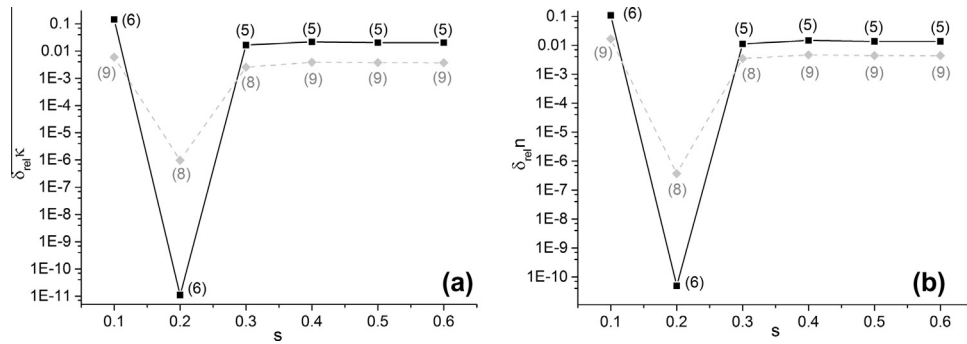 0.1
0.01
1E-3
1E-4
1E-5
1E-6
1E-7
1E-8
1E-9
1E-10
1E-11
δrel κ
(6)
(9)
(8)
(6)
(5)
(5)
(5)
(5)
(8)
(9)
(9)
(9)
(a)
0.1
0.2
0.3
0.4
0.5
0.6
s
0.1
0.01
1E-3
1E-4
1E-5
1E-6
1E-7
1E-8
1E-9
1E-10
δrel n
(6)
(9)
(8)
(6)
(5)
(5)
(5)
(5)
(8)
(9)
(9)
(9)
(b)
0.1
0.2
0.3
0.4
0.5
0.6
s